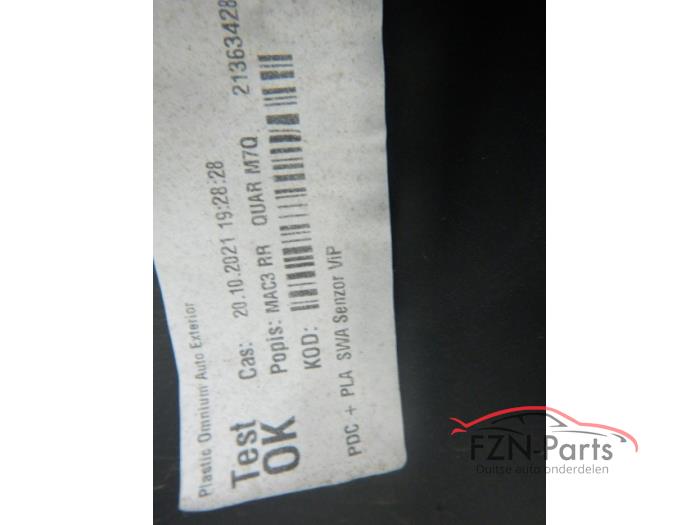 Plastic Omnium Auto Exterior
Test OK
Cas: 20.10.2021 19:28:28
Popis: MAC3 RR QUAR M7Q 21363428
KOD:
PDC + PLA SWA Senzor ViP
FZN-Parts
Duitse auto onderdelen